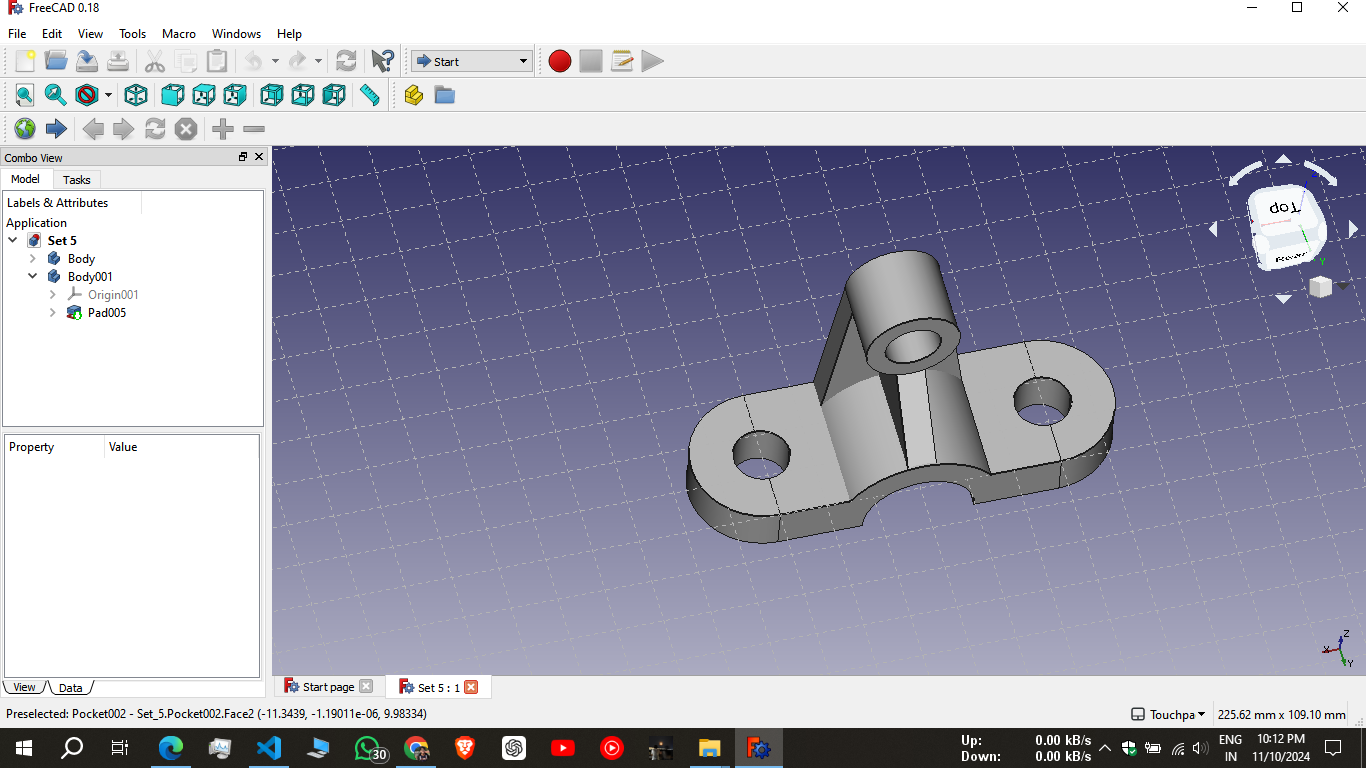 FreeCAD 0.18
File Edit View Tools Macro Windows Help
Start
Combo View
Model Tasks
Labels & Attributes
Application
Set 5
Body
Body001
Origin001
Pad005
Property Value
View Data
Top
Rear
Z
Y
Z
X
Y
Start page Set 5 : 1
Preselected: Pocket002 - Set_5.Pocket002.Face2 (-11.3439, -1.19011e-06, 9.98334)
Touchpa 225.62 mm x 109.10 mm
30
Up: 0.00 kB/s
Down: 0.00 kB/s
ENG
IN
10:12 PM
11/10/2024